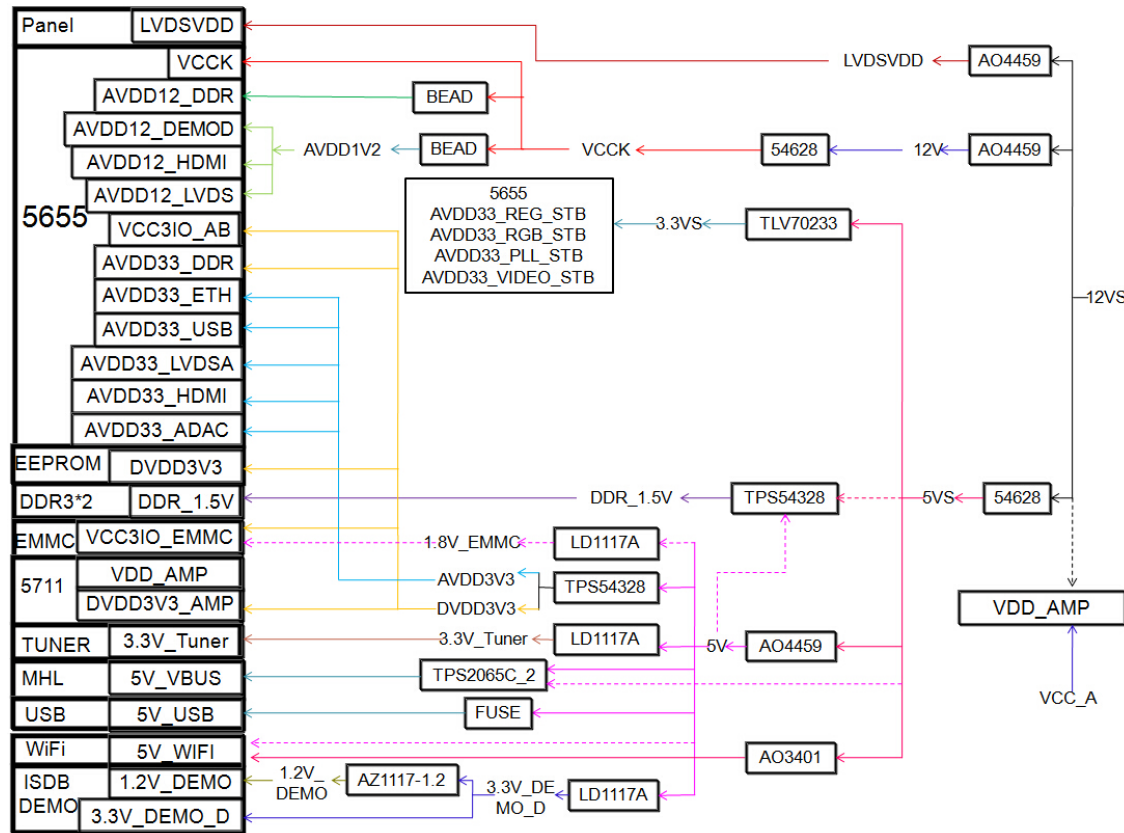 Panel LVDSVDD
LVDSVDD AO4459
5655
VCCK
AVDD12_DDR BEAD
AVDD12_DEMOD
AVDD12_HDMI AVDD1V2 BEAD VCCK 54628 12V AO4459
AVDD12_LVDS
VCC3IO_AB
AVDD33_DDR
AVDD33_ETH
AVDD33_USB
AVDD33_LVDSA
AVDD33_HDMI
AVDD33_ADAC
5655
AVDD33_REG_STB
AVDD33_RGB_STB
AVDD33_PLL_STB
AVDD33_VIDEO_STB
3.3VS TLV70233
12VS
EEPROM DVDD3V3
DDR3*2 DDR_1.5V DDR_1.5V TPS54328 5VS 54628
EMMC VCC3IO_EMMC 1.8V_EMMC LD1117A
5711 VDD_AMP
DVDD3V3_AMP
AVDD3V3
DVDD3V3
TPS54328
VDD_AMP
TUNER 3.3V_Tuner 3.3V_Tuner LD1117A 5V AO4459
MHL 5V_VBUS TPS2065C_2
VCC_A
USB 5V_USB FUSE
WiFi 5V_WIFI AO3401
ISDB
DEMO
1.2V_DEMO
3.3V_DEMO_D
1.2V_
DEMO
AZ1117-1.2
3.3V_DE
MO_D
LD1117A